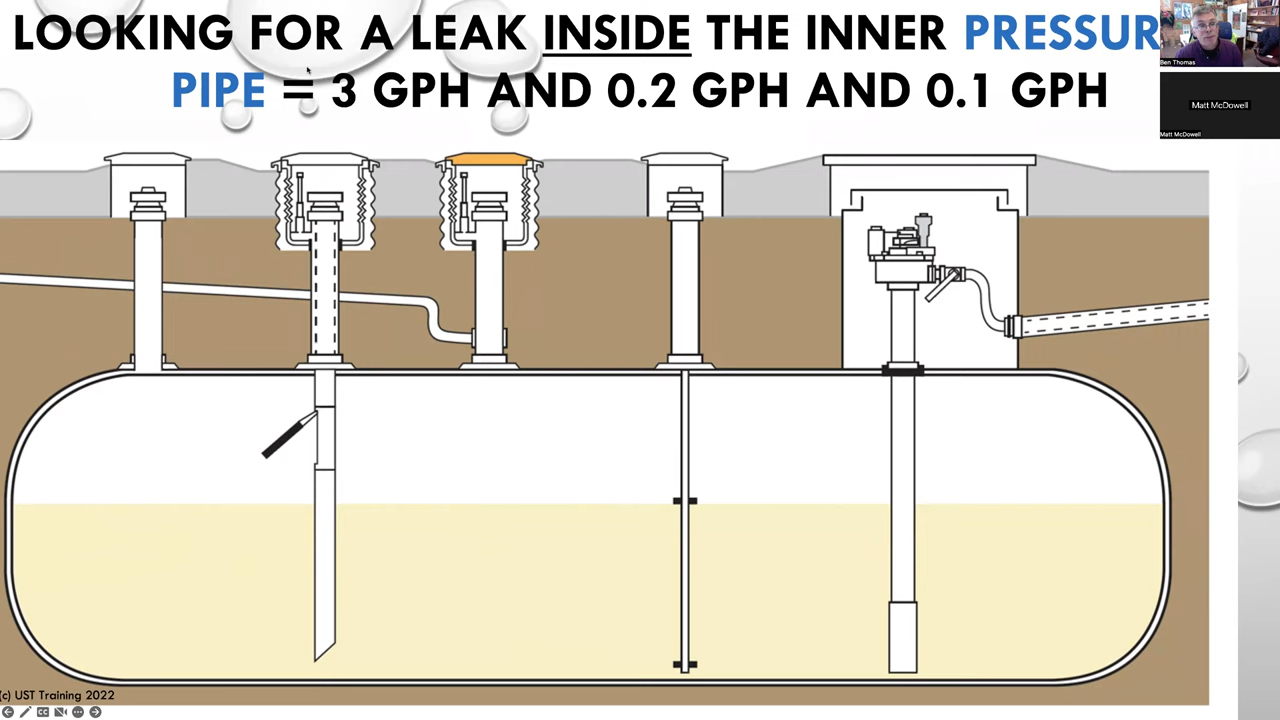 LOOKING FOR A LEAK INSIDE THE INNER PRESSUR
PIPE = 3 GPH AND 0.2 GPH AND 0.1 GPH
Ben Thomas
Matt McDowell
Matt McDowell
(c) UST Training 2022